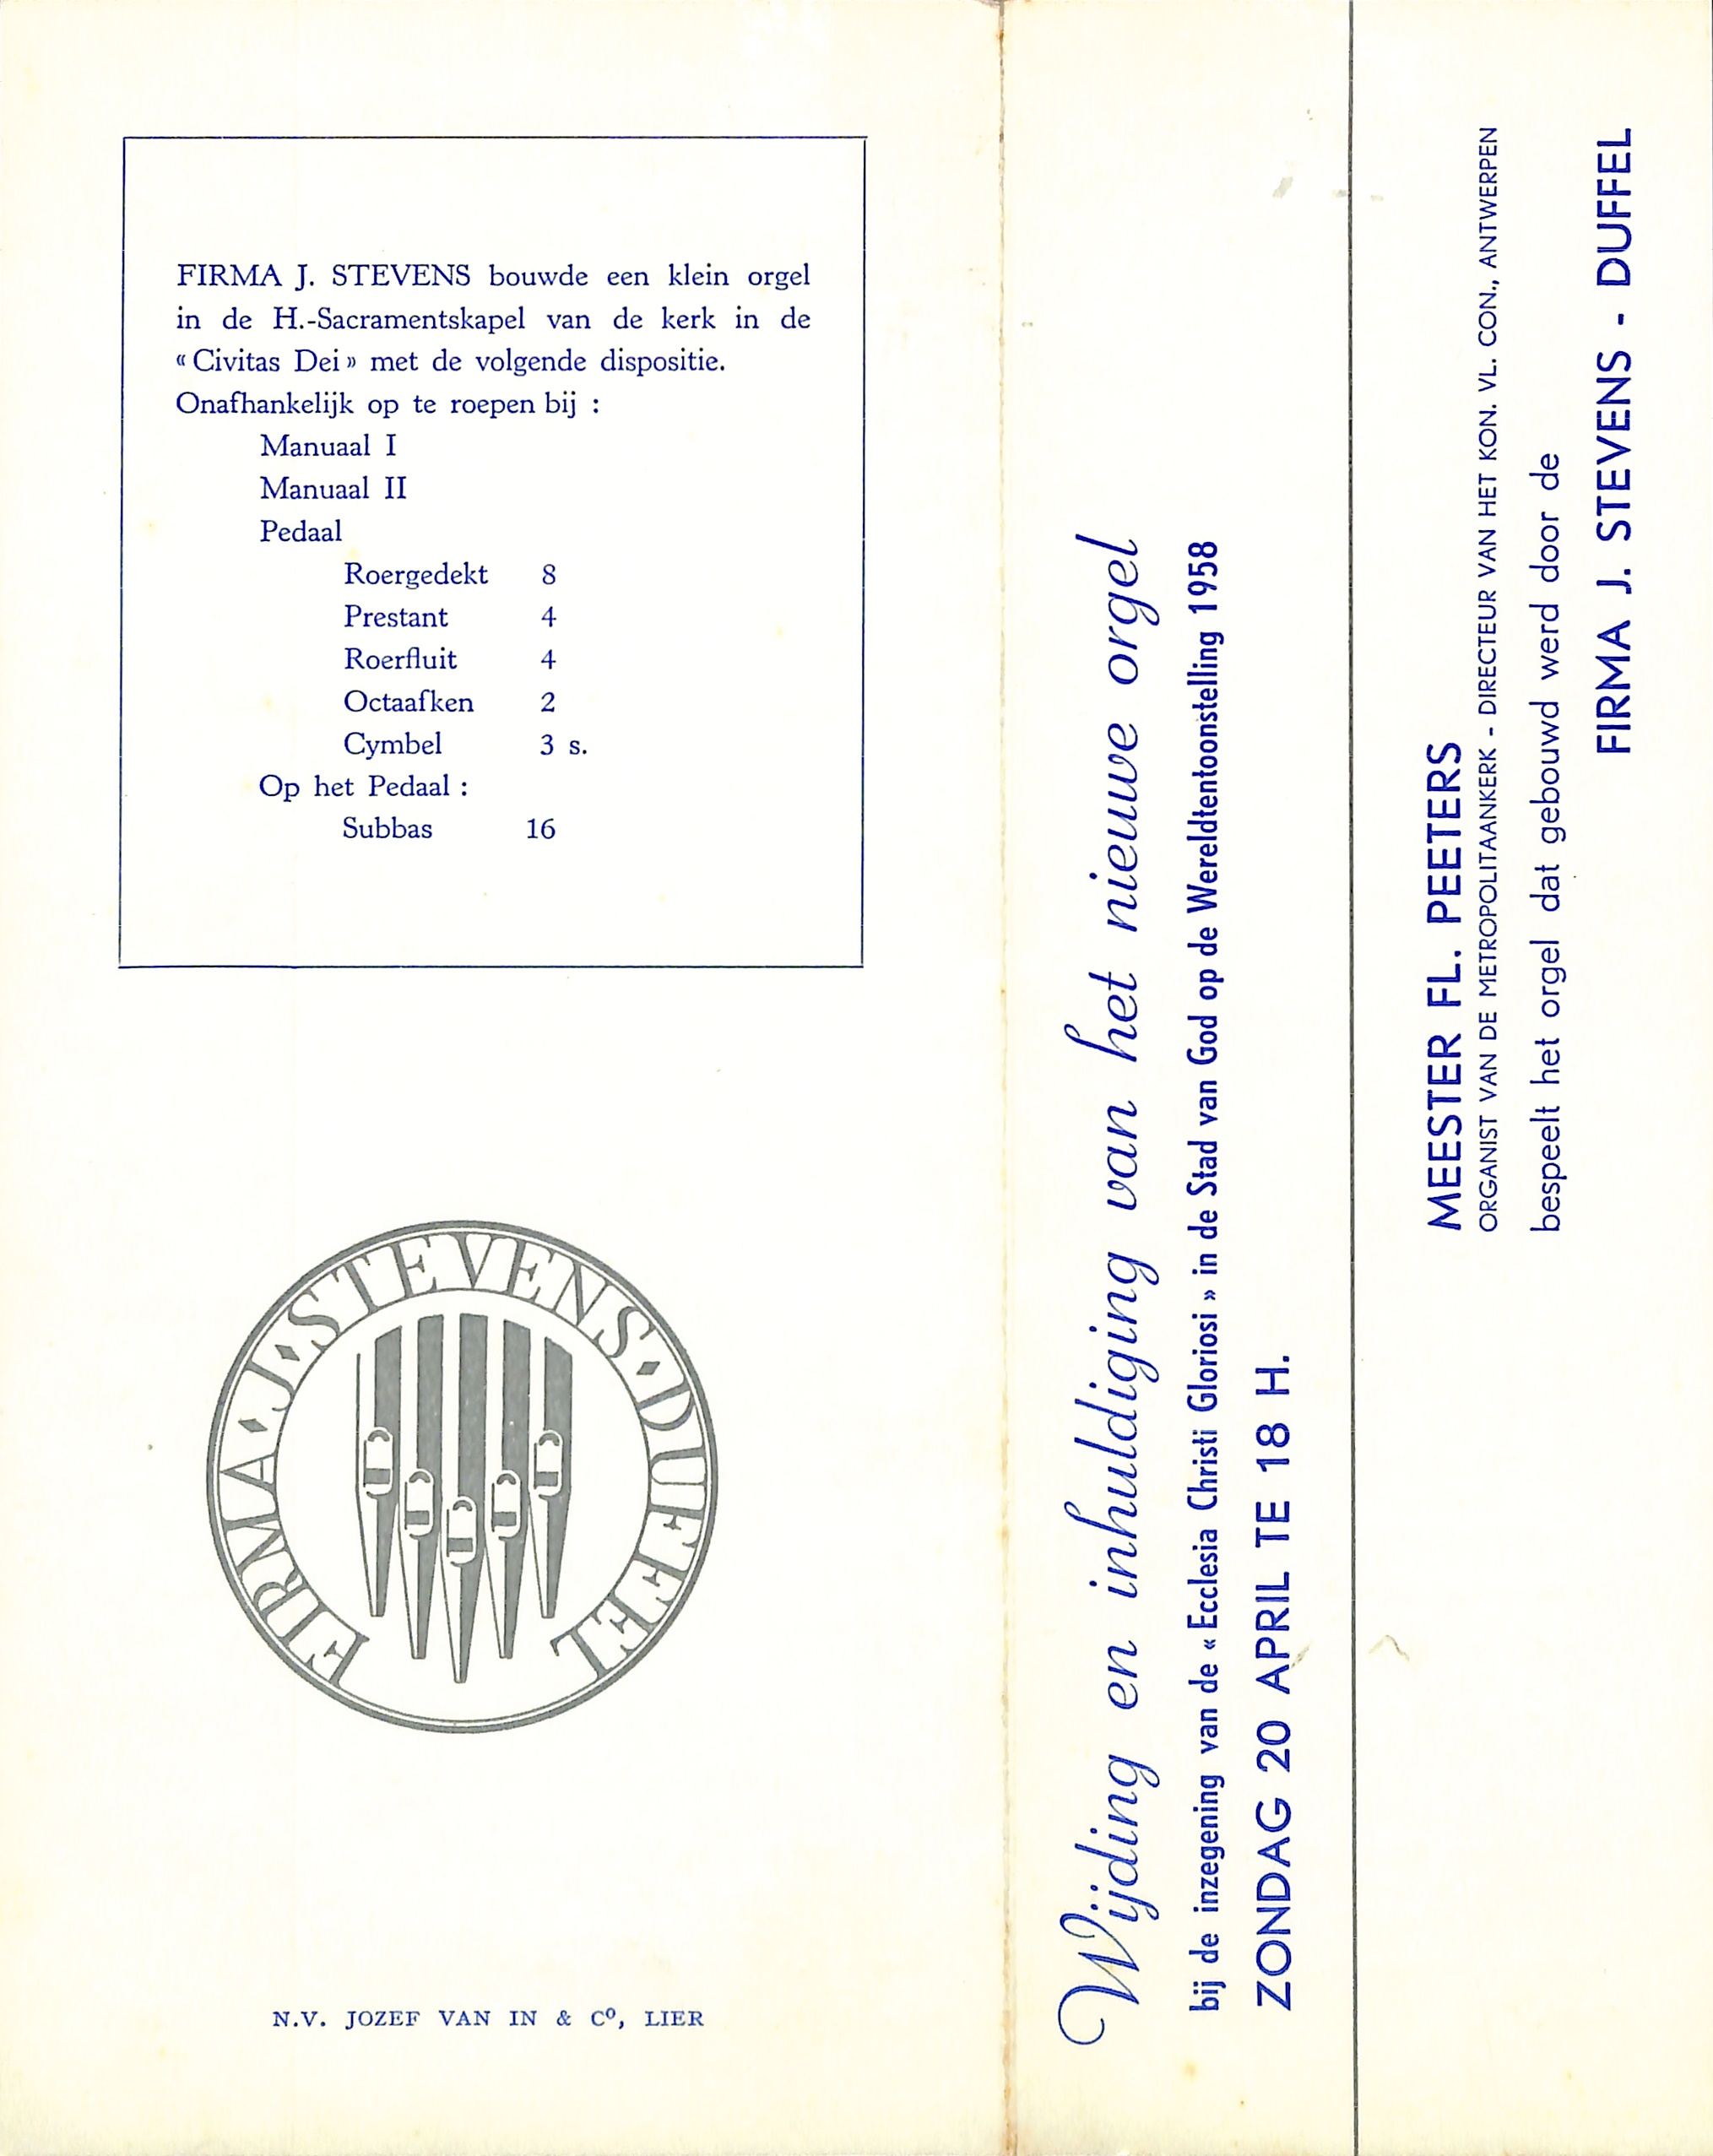 FIRMA J. STEVENS bouwde een klein orgel
in de H.-Sacramentskapel van de kerk in de
« Civitas Dei » met de volgende dispositie.
Onafhankelijk op te roepen bij :
Manuaal I
Manuaal II
Pedaal
Roergedekt 8
Prestant 4
Roerfluit 4
Octaafken 2
Cymbel 3 s.
Op het Pedaal :
Subbas 16
FIRMA J STEVENS DUFFEL
N.V. JOZEF VAN IN & Cº, LIER
Wijding en inhuldiging van het nieuwe orgel
bij de inzegening van de « Ecclesia Christi Gloriosi » in de Stad van God op de Wereldtentoonstelling 1958
ZONDAG 20 APRIL TE 18 H.
MEESTER FL. PEETERS
ORGANIST VAN DE METROPOLITAANKERK - DIRECTEUR VAN HET KON. VL. CON., ANTWERPEN
bespeelt het orgel dat gebouwd werd door de
FIRMA J. STEVENS - DUFFEL